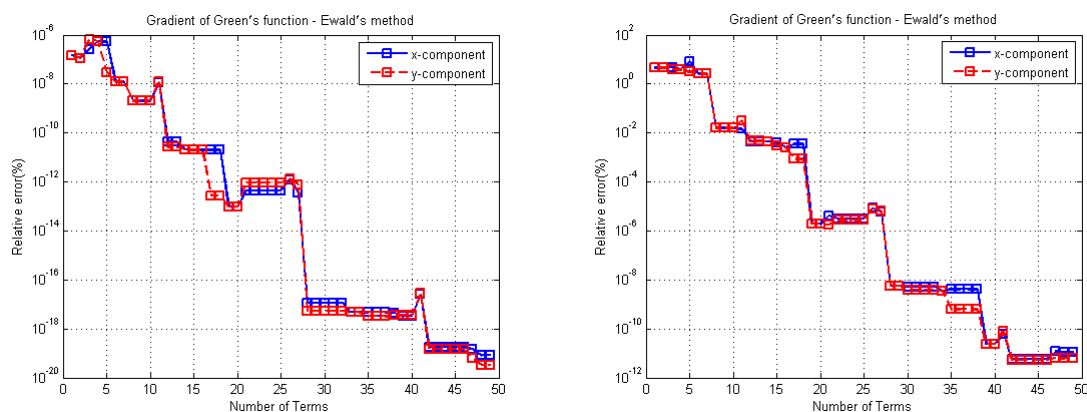 Gradient of Green's function - Ewald's method
x-component
y-component
Relative error(%)
10^-6
10^-8
10^-10
10^-12
10^-14
10^-16
10^-18
10^-20
0 5 10 15 20 25 30 35 40 45 50
Number of Terms
Gradient of Green's function - Ewald's method
x-component
y-component
Relative error(%)
10^2
10^0
10^-2
10^-4
10^-6
10^-8
10^-10
10^-12
0 5 10 15 20 25 30 35 40 45 50
Number of Terms